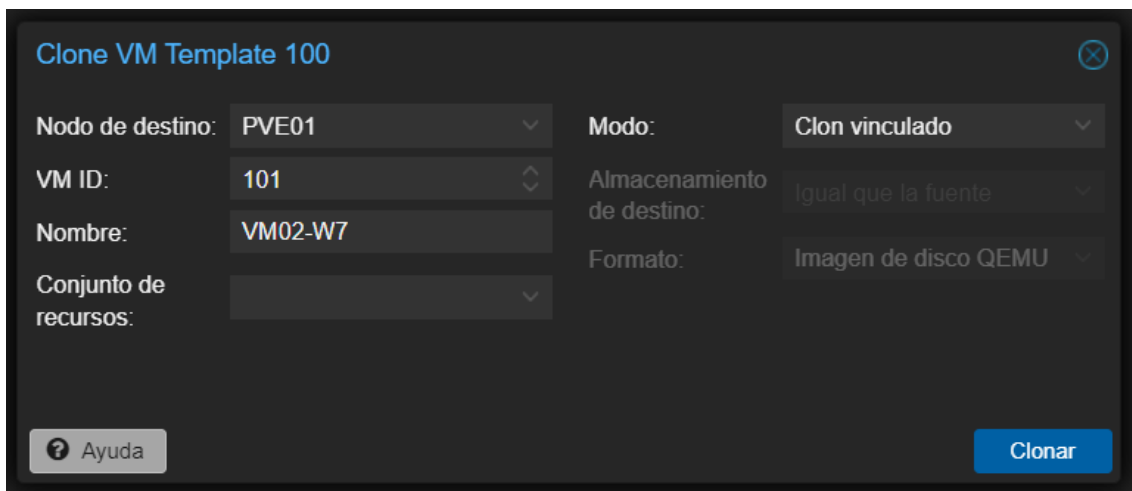 Clone VM Template 100
Nodo de destino: PVE01
VM ID: 101
Nombre: VM02-W7
Conjunto de
recursos:
Modo: Clon vinculado
Almacenamiento
de destino: Igual que la fuente
Formato: Imagen de disco QEMU
Ayuda
Clonar